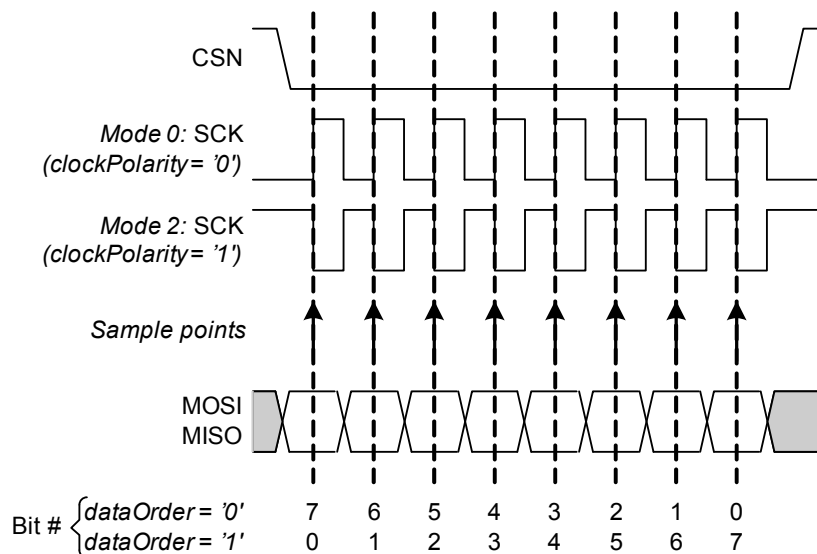 CSN
Mode 0: SCK
(clockPolarity= '0')
Mode 2: SCK
(clockPolarity= '1')
Sample points
MOSI
MISO
Bit #
dataOrder = '0' 7 6 5 4 3 2 1 0
dataOrder = '1' 0 1 2 3 4 5 6 7